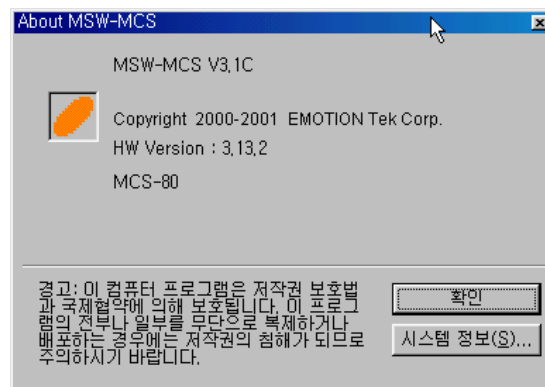 About MSW-MCS
MSW-MCS V3,1C
Copyright 2000-2001 EMOTION Tek Corp.
HW Version : 3,13,2
MCS-80
경고: 이 컴퓨터 프로그램은 저작권 보호법
과 국제협약에 의해 보호됩니다. 이 프로그
램의 전부나 일부를 무단으로 복제하거나
배포하는 경우에는 저작권의 침해가 되므로
주의하시기 바랍니다.
확인
시스템 정보(S)...